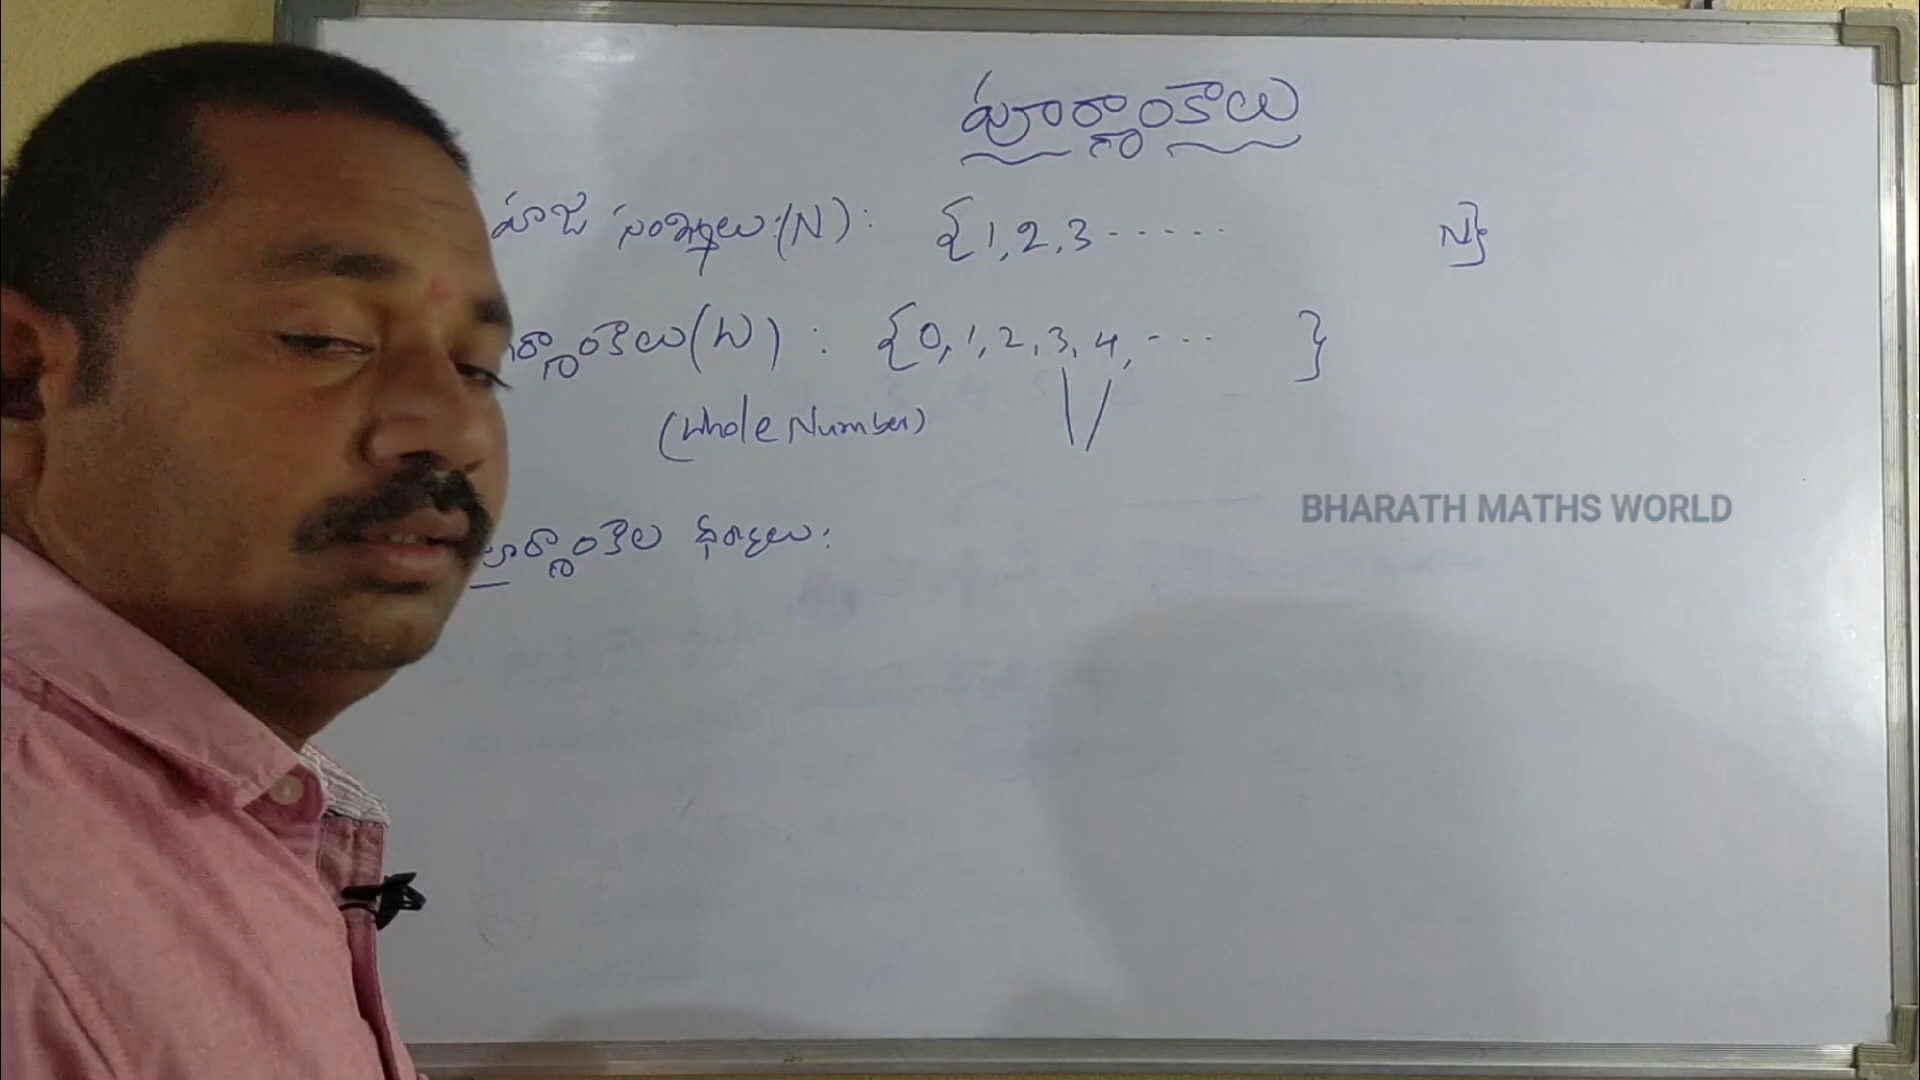 పూర్ణాంకాలు
సహజ సంఖ్యలు (N) : {1, 2, 3 ...... N}
ర్ణాంకాలు (W) : {0, 1, 2, 3, 4, - ... }
(Whole Number)
పూర్ణాంకాల ధర్మాలు:
BHARATH MATHS WORLD